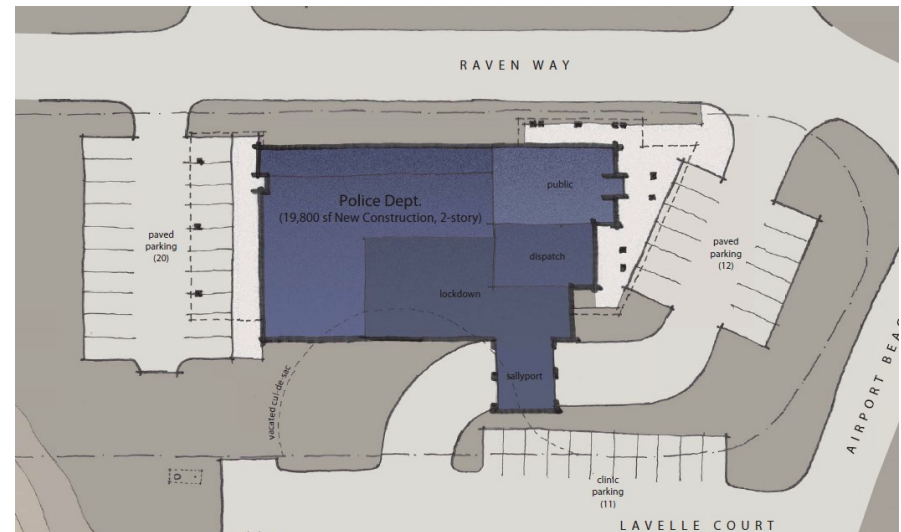 RAVEN WAY
Police Dept.
(19,800 sf New Construction, 2-story)
public
paved
parking
(20)
paved
parking
(12)
dispatch
lockdown
sallyport
vacated cul-de-sac
AIRPORT BEAC
clinic
parking
(11)
LAVELLE COURT